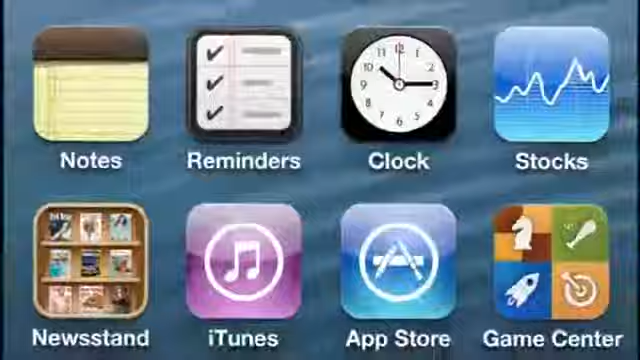 Notes
Reminders
Clock
Stocks
Newsstand
iTunes
App Store
Game Center